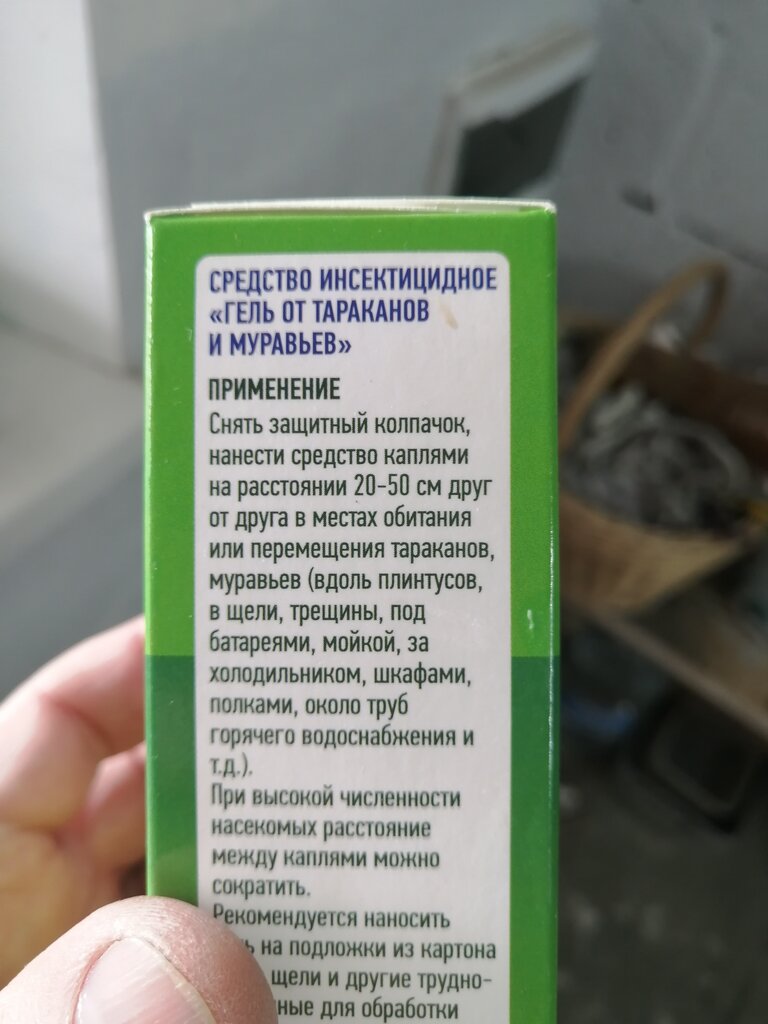 СРЕДСТВО ИНСЕКТИЦИДНОЕ
«ГЕЛЬ ОТ ТАРАКАНОВ
И МУРАВЬЕВ»
ПРИМЕНЕНИЕ
Снять защитный колпачок,
нанести средство каплями
на расстоянии 20-50 см друг
от друга в местах обитания
или перемещения тараканов,
муравьев (вдоль плинтусов,
в щели, трещины, под
батареями, мойкой, за
холодильником, шкафами,
полками, около труб
горячего водоснабжения и
т.д.).
При высокой численности
насекомых расстояние
между каплями можно
сократить.
Рекомендуется наносить
на подложки из картона
щели и другие трудно-
для обработки